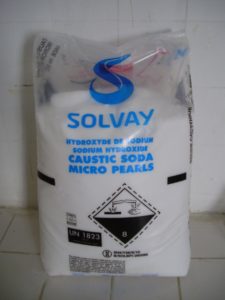 SOLVAY
HYDROXYDE DE SODIUM
SODIUM HYDROXIDE
CAUSTIC SODA
MICRO PEARLS
UN 1823
8